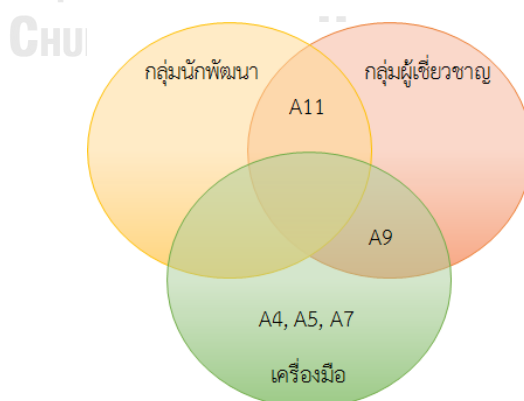 CHU
กลุ่มนักพัฒนา
กลุ่มผู้เชี่ยวชาญ
A11
A9
A4, A5, A7
เครื่องมือ